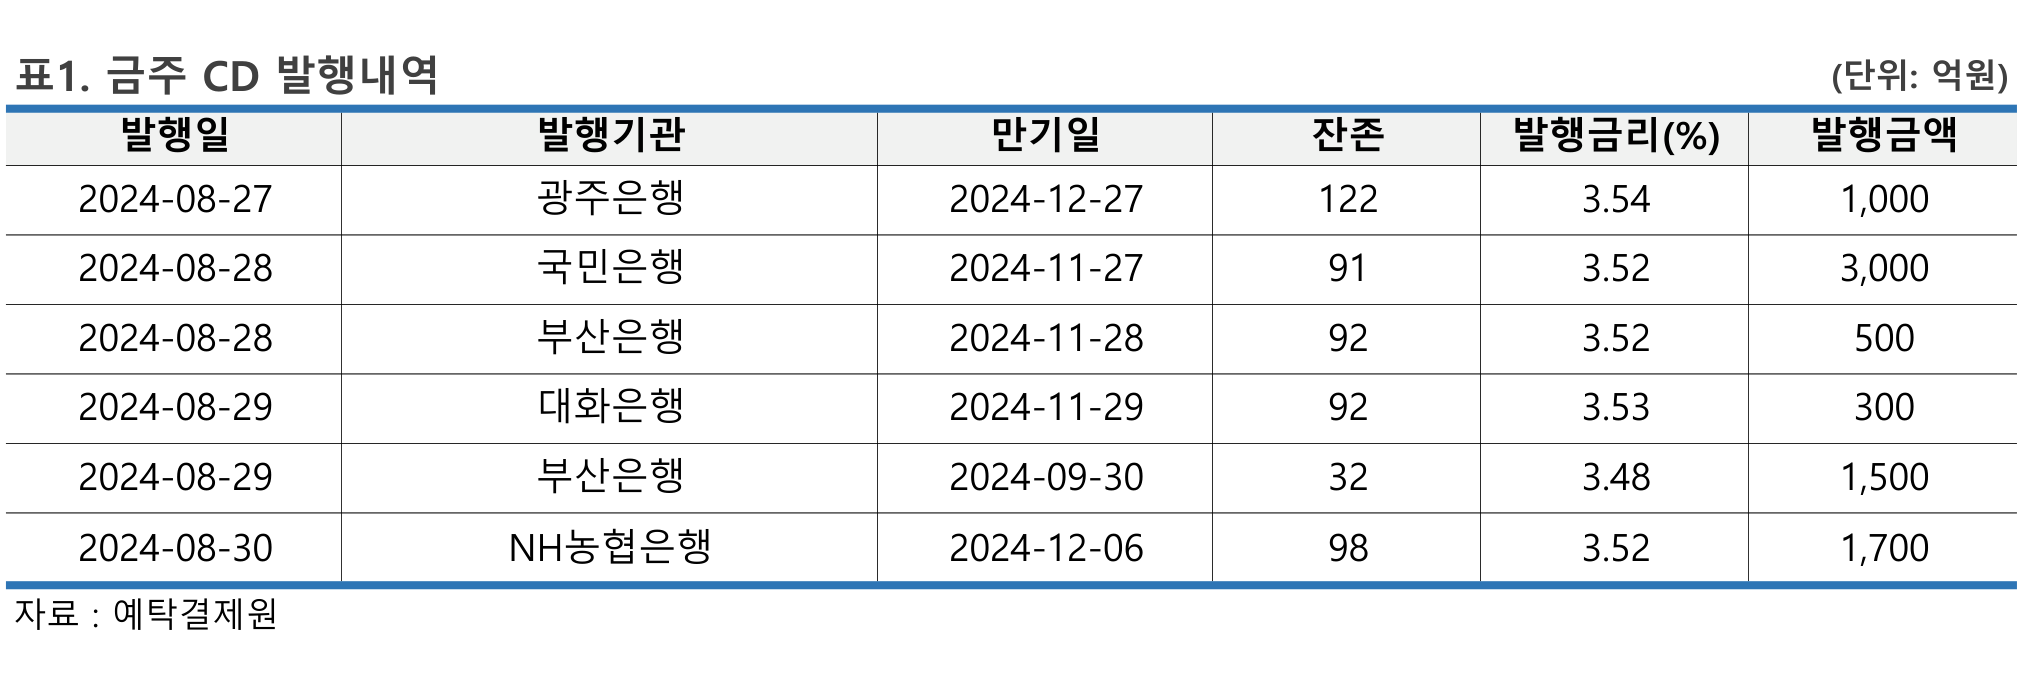 표1. 금주 CD 발행내역 (단위: 억원)
발행일 발행기관 만기일 잔존 발행금리(%) 발행금액
2024-08-27 광주은행 2024-12-27 122 3.54 1,000
2024-08-28 국민은행 2024-11-27 91 3.52 3,000
2024-08-28 부산은행 2024-11-28 92 3.52 500
2024-08-29 대화은행 2024-11-29 92 3.53 300
2024-08-29 부산은행 2024-09-30 32 3.48 1,500
2024-08-30 NH농협은행 2024-12-06 98 3.52 1,700
자료 : 예탁결제원